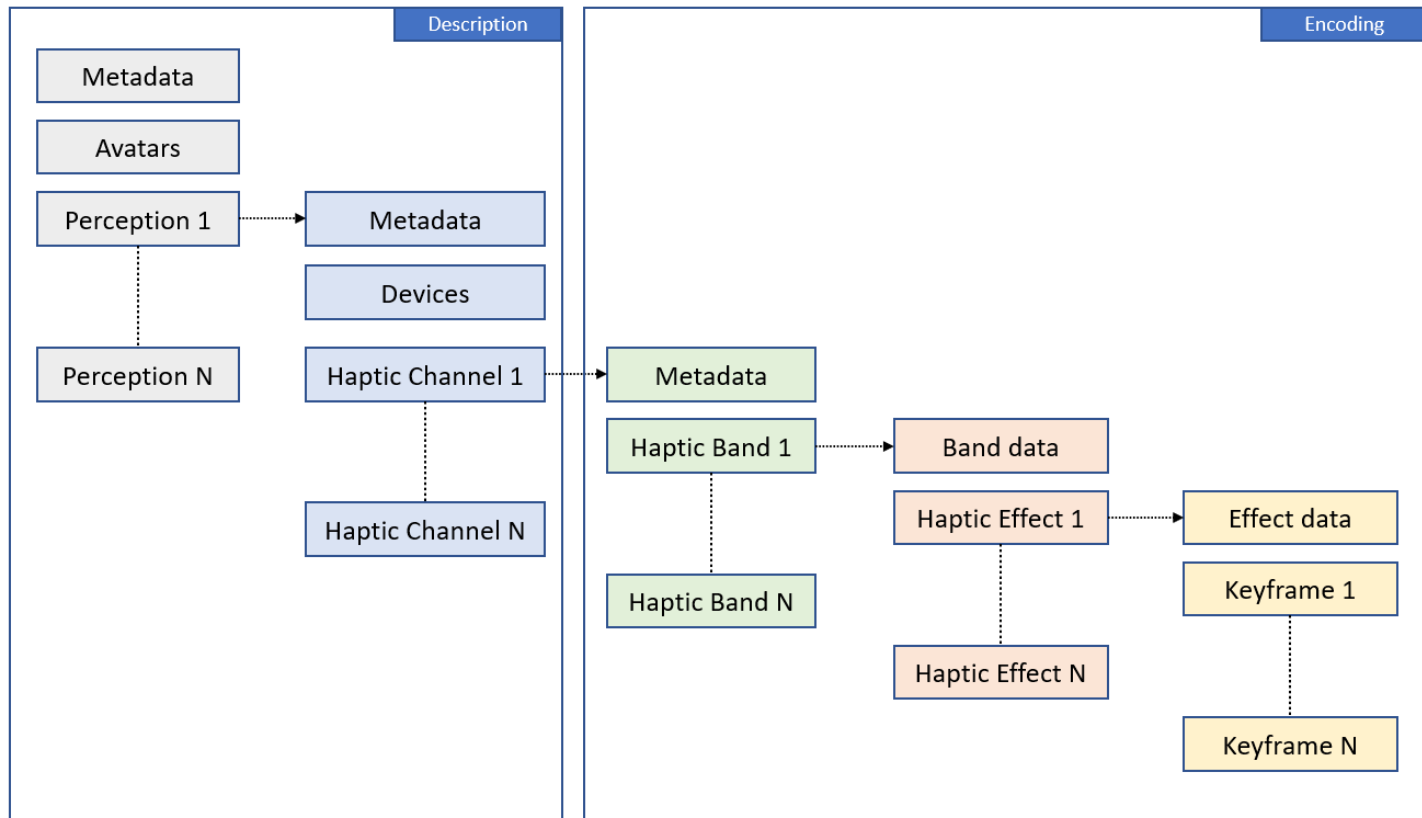 Description
Metadata
Avatars
Perception 1
Perception N
Metadata
Devices
Haptic Channel 1
Haptic Channel N
Encoding
Metadata
Haptic Band 1
Haptic Band N
Band data
Haptic Effect 1
Haptic Effect N
Effect data
Keyframe 1
Keyframe N